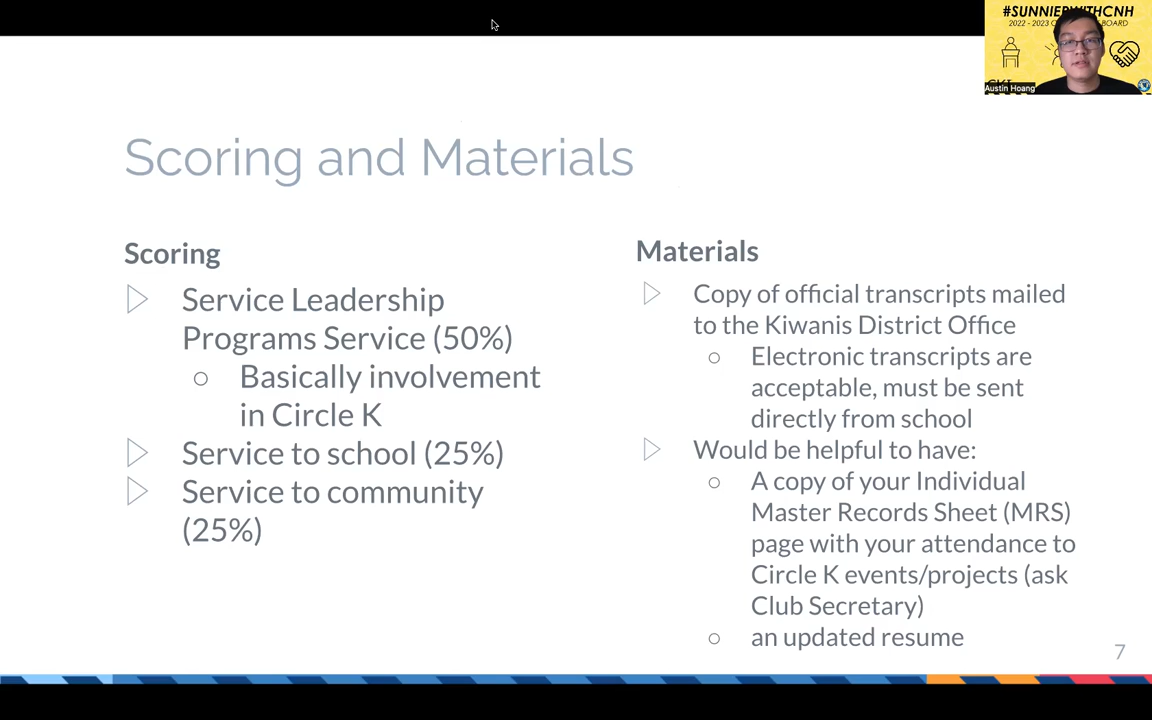 #SUNNIERWITHCNH
2022 - 2023
BOARD
Austin Hoang
Scoring and Materials
Scoring
Service Leadership
Programs Service (50%)
Basically involvement
in Circle K
Service to school (25%)
Service to community
(25%)
Materials
Copy of official transcripts mailed
to the Kiwanis District Office
Electronic transcripts are
acceptable, must be sent
directly from school
Would be helpful to have:
A copy of your Individual
Master Records Sheet (MRS)
page with your attendance to
Circle K events/projects (ask
Club Secretary)
an updated resume
7